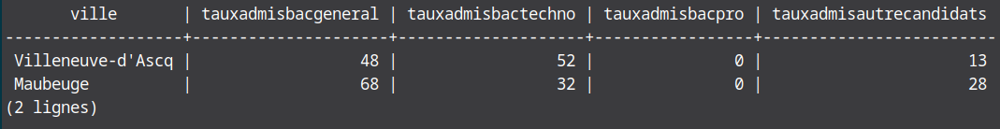 ville | tauxadmisbacgeneral | tauxadmisbactechno | tauxadmisbacpro | tauxadmisautrecandidats
-------------------+---------------------+--------------------+-----------------+-------------------------
Villeneuve-d'Ascq | 48 | 52 | 0 | 13
Maubeuge | 68 | 32 | 0 | 28
(2 lignes)